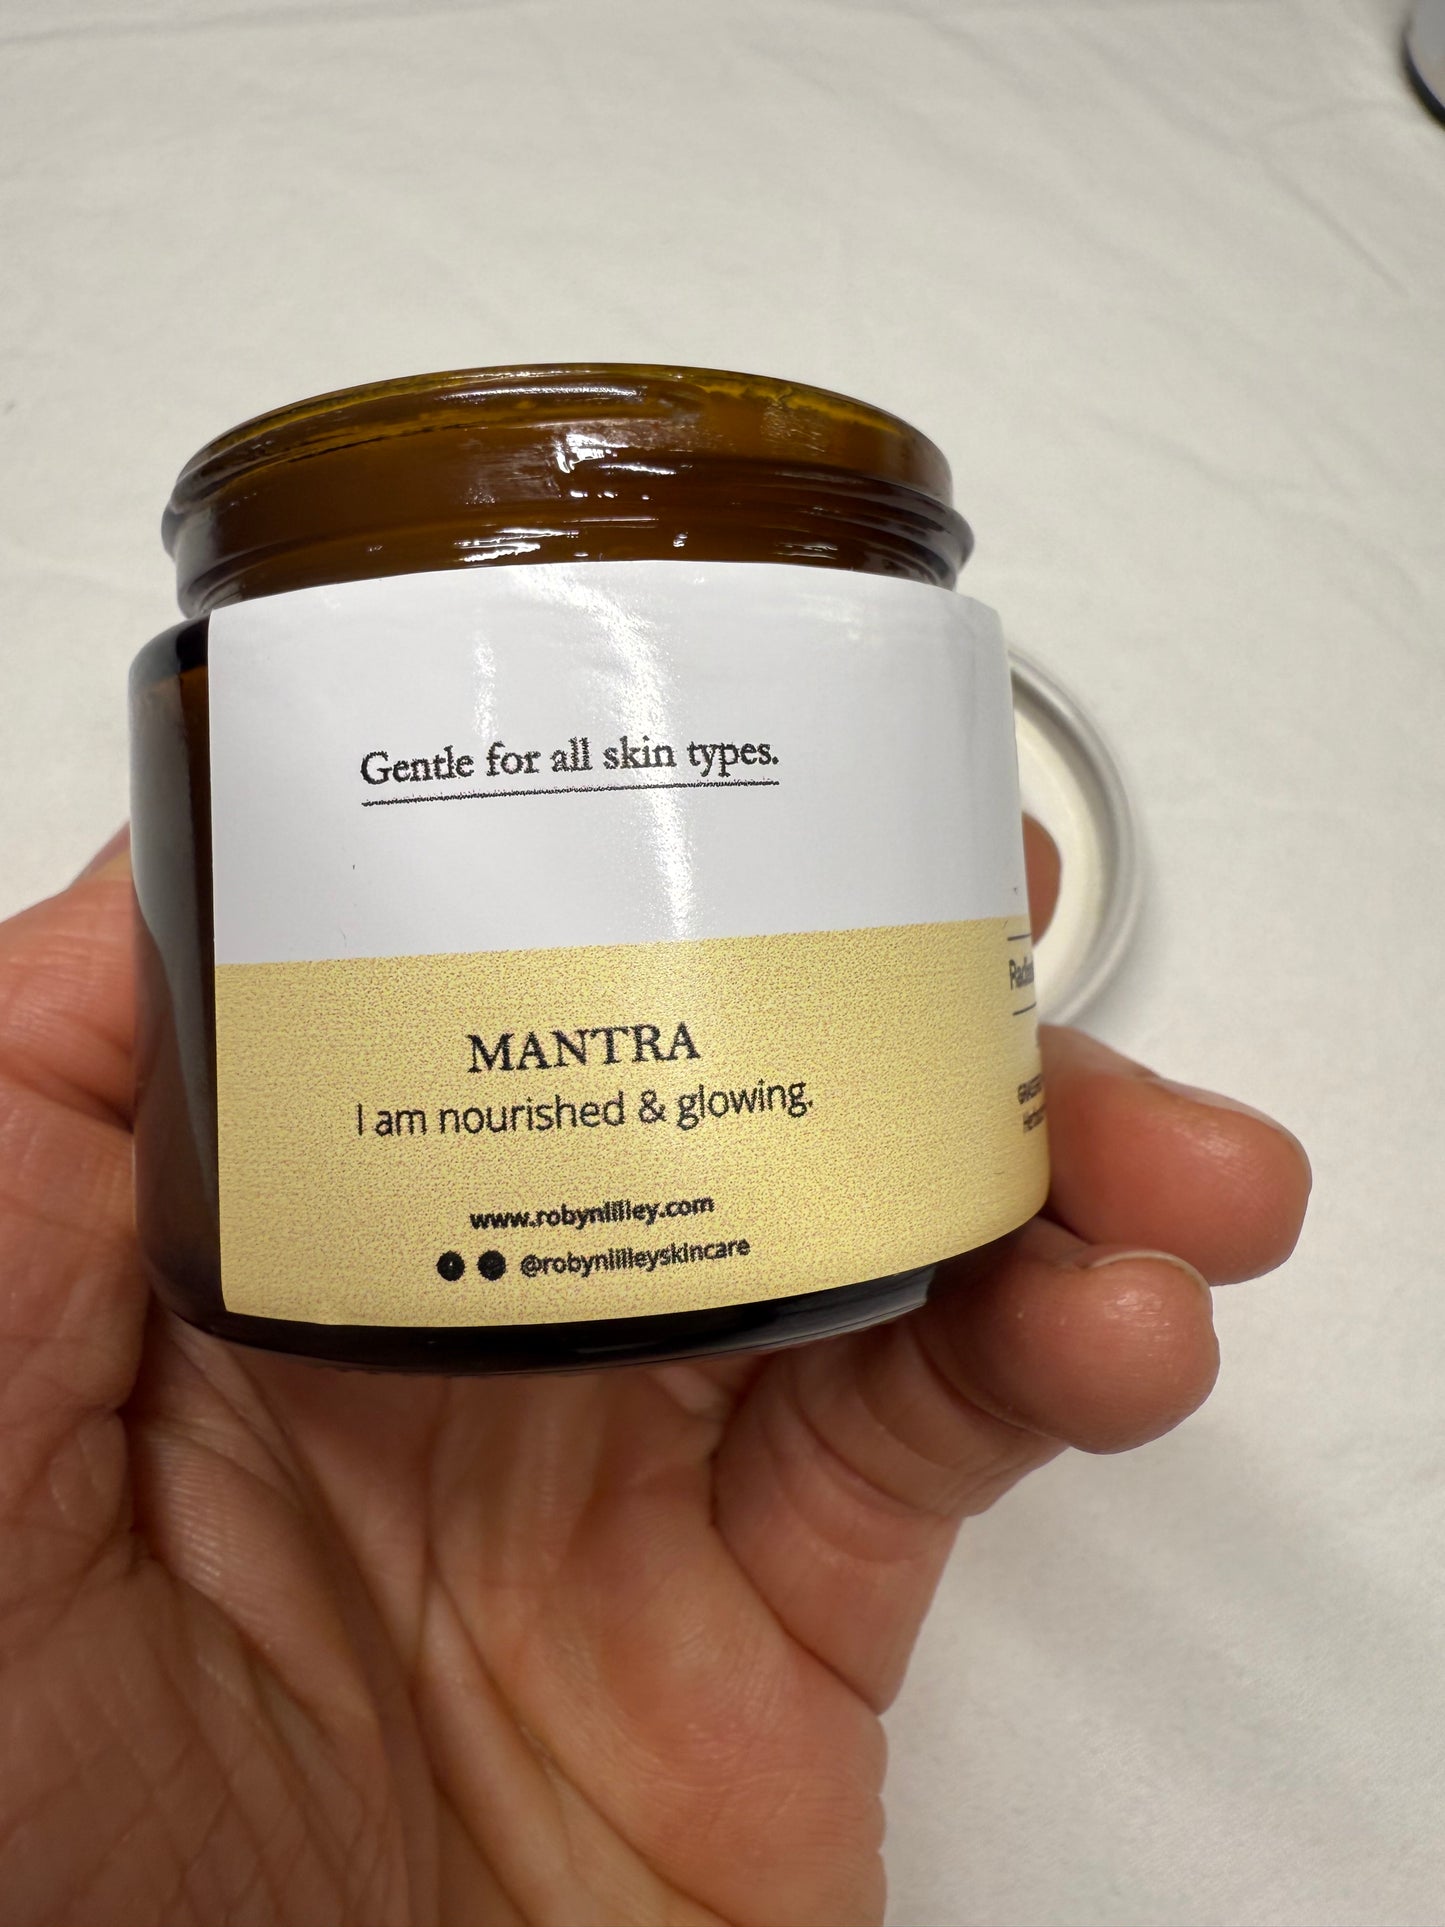 Gentle for all skin types.
MANTRA
I am nourished & glowing.
www.robynlilley.com
@robynlilleyskincare